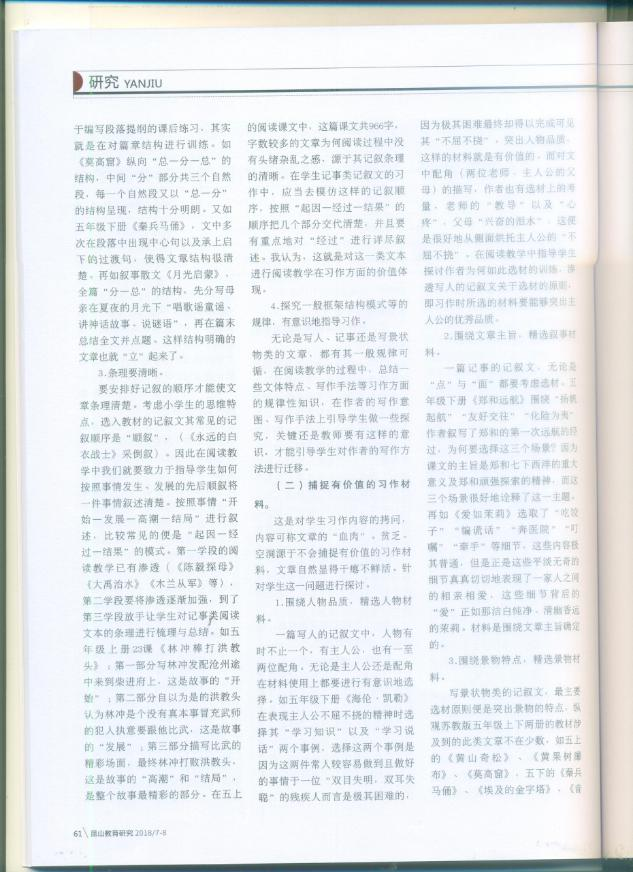 研究 YANJIU
于编写段落提纲的课后练习，其实
就是在对篇章结构进行训练。如
《莫高窟》纵向“总一分一总”的
结构，中间“分”部分共三个自然
段，每一个自然段又以“总一分”
的结构呈现，结构十分明朗。又如
五年级下册《秦兵马俑》，文中多
次在段落中出现中心句以及承上启
下的过渡句，使得文章结构很清
楚。再如叙事散文《月光启蒙》，
全篇“分一总”的结构，先分写母
亲在夏夜的月光下“唱歌谣童谣、
讲神话故事、说谜语”，再在篇末
总结全文并点题。这样结构明确的
文章也就“立”起来了。
3.条理要清晰。
要安排好记叙的顺序才能使文
章条理清楚。考虑小学生的思维特
点，选入教材的记叙文其常见的记
叙顺序是“顺叙”，（《永远的白
衣战士》采倒叙）。因此在阅读教
学中我们就要致力于指导学生如何
按照事情发生、发展的先后顺将
一件事情叙述清楚。按照事情“开
始一发展一高潮一结局”进行叙
述，比较常见的便是“起因一经
过一结果”的模式。第一学段的阅
读教学已有渗透（《陈毅探母》
《大禹治水》《木兰从军》等），
第二学段要将渗透逐渐加强，到了
第三学段放手让学生对记事类阅读
文本的条理进行梳理与总结。如五
年级上册23课《林冲棒打洪教
头》：第一部分写林冲发配沧州途
中来到柴进府上，这是故事的“开
始”；第二部分自以为是的洪教头
认为林冲是个没有真本事冒充武师
的犯人执意要跟他比武，这是故事
的“发展”；第三部分描写比武的
精彩场面，最终林冲打败洪教头，
这是故事的“高潮”和“结局”，
是整个故事最精彩的部分。在五上
的阅读课文中，这篇课文共966字，
字数较多的文章为何阅读过程中没
有头绪杂乱之感，源于其记叙条理
的清晰。在学生记事类记叙文的习
作中，应当去模仿这样的记叙顺
序，按照“起因一经过一结果”的
顺序把几个部分交代清楚，并且要
有重点地对“经过”进行详尽叙
述。我认为，这就是对这一类文本
进行阅读教学在习作方面的价值体
现。
4.探究一般框架结构模式等的
规律，有意识地指导习作。
无论是写人、记事还是写景状
物类的文章，都有其一般规律可
循，在阅读教学的过程中，总结一
些文体特点、写作手法等习作方面
的规律性知识，在作者的写作意
图、写作手法上引导学生做一些探
究，关键还是教师要有这样的意
识，才能引导学生对作者的写作方
法进行迁移。
（二）捕捉有价值的习作材
料。
这是对学生习作内容的拷问，
内容可称文章的“血肉”。贫乏、
空洞源于不会捕捉有价值的习作材
料，文章自然显得干瘪不鲜活。针
对学生这一问题进行探讨。
1.围绕人物品质，精选人物材
料。
一篇写人的记叙文中，人物有
时不止一个，有主人公，也有一至
两位配角。无论是主人公还是配角
在材料使用上都要进行有意识地选
择。如五年级下册《海伦·凯勒》
在表现主人公不屈不挠的精神时选
择其“学习知识”以及“学习说
话”两个事例，选择这两个事例是
因为这两件常人较容易做到且做好
的事情于一位“双目失明，双耳失
聪”的残疾人而言是极其困难的，
因为极其困难最终却得以完成可见
其“不屈不挠”，突出人物品质，
这样的材料就是有价值的。而对文
中配角（两位老师、主人公的父
母）的描写，作者也有选材上的考
量，老师的“教导”以及“心
疼”，父母“兴奋的泪水”，这便
是很好地从侧面烘托主人公的“不
屈不挠”。在阅读教学中指导学生
探讨作者为何如此选材的训练，渗
透写人的记叙文关于选材的原则，
即习作时所选的材料要能够突出主
人公的优秀品质。
2.围绕文章主旨，精选叙事材
料。
一篇记事的记叙文，无论是
“点”与“面”都要考虑选材。五
年级下册《郑和远航》围绕“扬帆
起航”“友好交往”“化险为夷”
作者叙写了郑和的第一次远航的经
过，为何要选择这三个场景？因为
课文的主旨是郑和七下西洋的重大
意义及郑和顽强探索的精神，而这
三个场景很好地诠释了这一主题。
再如《爱如茉莉》选取了“吃饺
子”“编谎话”“奔医院”“叮
嘱”“牵手”等细节，这些内容极
其普通，但是正是这些平淡无奇的
细节真真切切地表现了一家人之间
的相亲相爱，这些细节背后的
“爱”正如那洁白纯净、清幽香远
的茉莉。材料是围绕文章主旨确定
的。
3.围绕景物特点，精选景物材
料。
写景状物类的记叙文，最主要
选材原则便是突出景物的特点，纵
观苏教版五年级上下两册的教材涉
及到的此类文章不在少数，如五上
的《黄山奇松》、《黄果树瀑
布》、《莫高窟》，五下的《秦兵
马俑》、《埃及的金字塔》、《音
61 昆山教育研究 2018/7-8